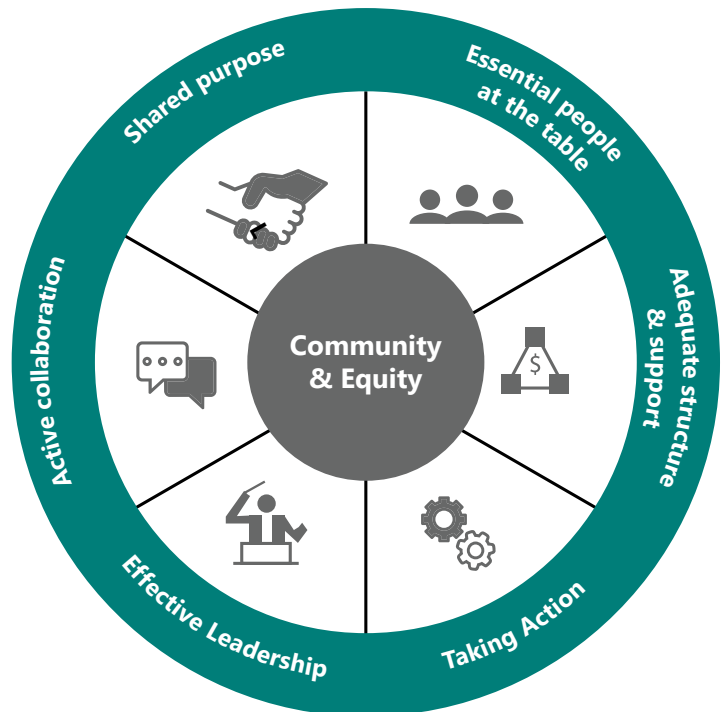 Shared purpose
Essential people
at the table
Adequate structure
& support
Taking Action
Effective Leadership
Active collaboration
Community
& Equity
$